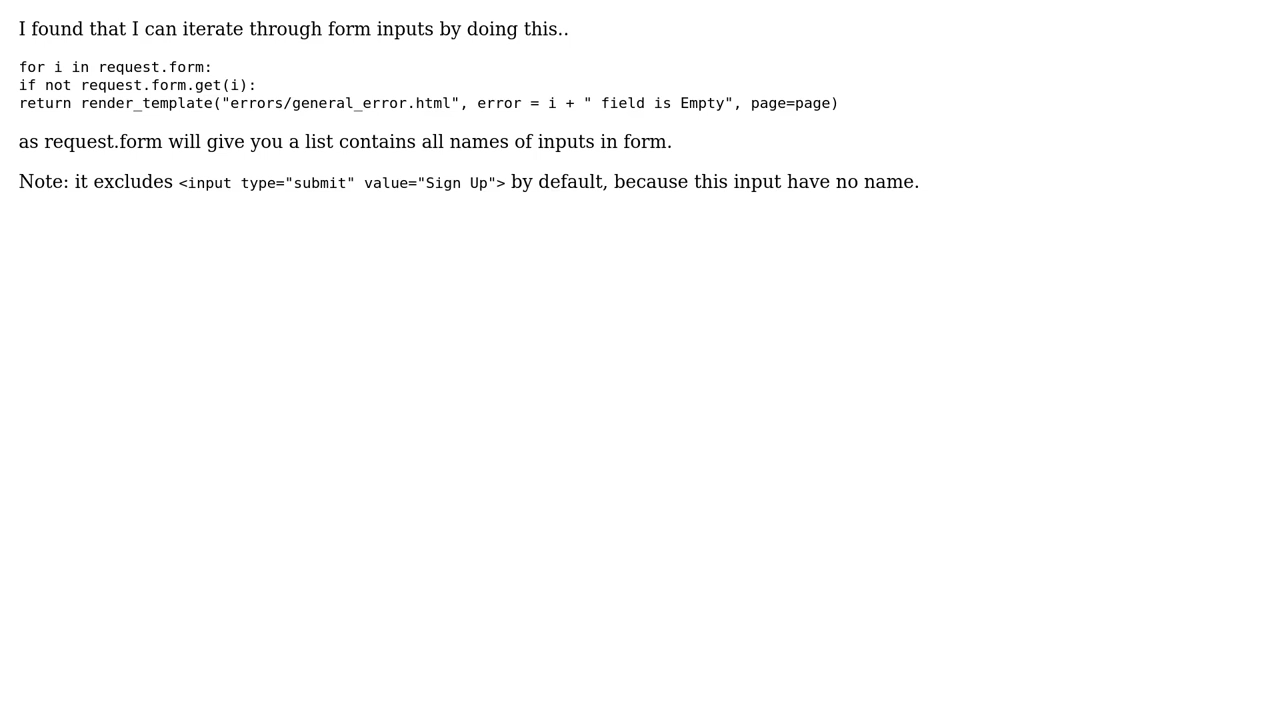 I found that I can iterate through form inputs by doing this..
for i in request.form:
if not request.form.get(i):
return render_template("errors/general_error.html", error = i + " field is Empty", page=page)
as request.form will give you a list contains all names of inputs in form.
Note: it excludes <input type="submit" value="Sign Up"> by default, because this input have no name.